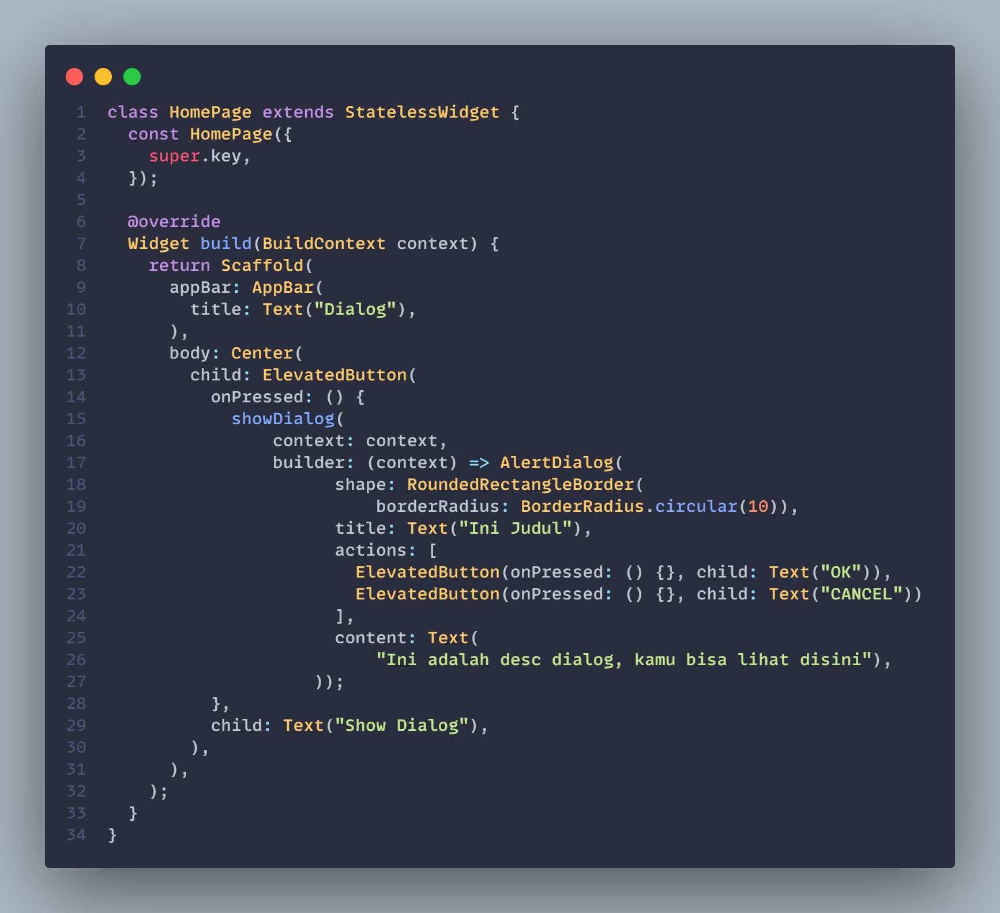 1 class HomePage extends StatelessWidget {
2   const HomePage({
3     super.key,
4   });
5
6   @override
7   Widget build(BuildContext context) {
8     return Scaffold(
9       appBar: AppBar(
10         title: Text("Dialog"),
11       ),
12       body: Center(
13         child: ElevatedButton(
14           onPressed: () {
15             showDialog(
16                 context: context,
17                 builder: (context) => AlertDialog(
18                       shape: RoundedRectangleBorder(
19                           borderRadius: BorderRadius.circular(10)),
20                       title: Text("Ini Judul"),
21                       actions: [
22                         ElevatedButton(onPressed: () {}, child: Text("OK")),
23                         ElevatedButton(onPressed: () {}, child: Text("CANCEL"))
24                       ],
25                       content: Text(
26                           "Ini adalah desc dialog, kamu bisa lihat disini"),
27                     ));
28           },
29           child: Text("Show Dialog"),
30         ),
31       ),
32     );
33   }
34 }